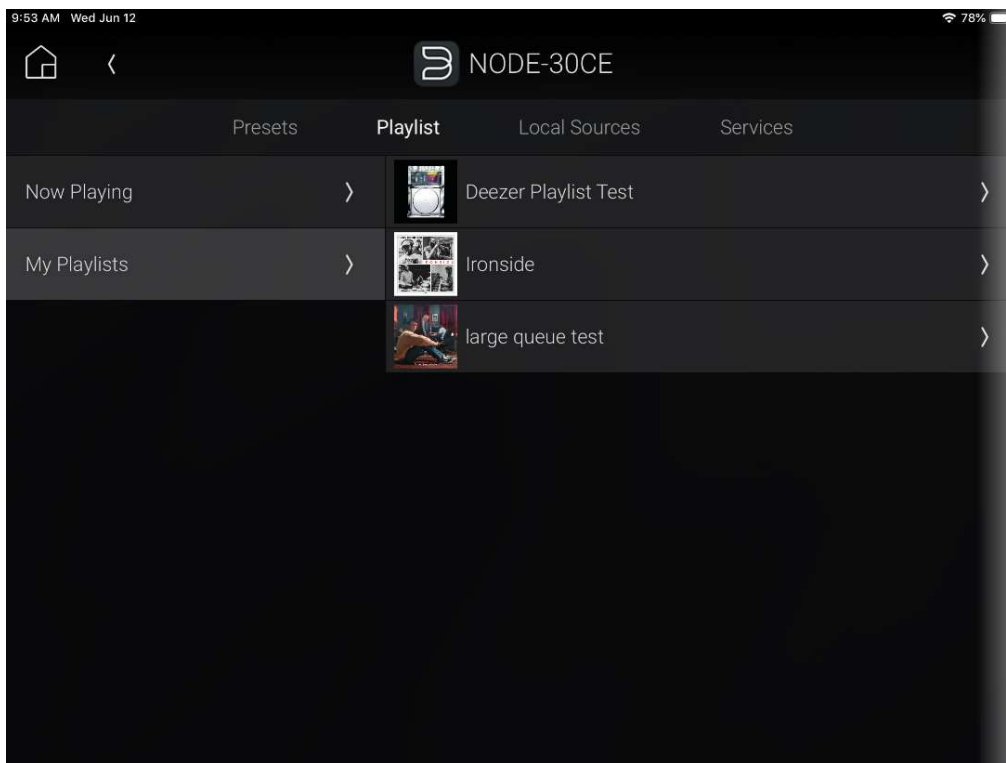 9:53 AM Wed Jun 12
78%
NODE-30CE
Presets Playlist Local Sources Services
Now Playing
My Playlists
Deezer Playlist Test
Ironside
large queue test